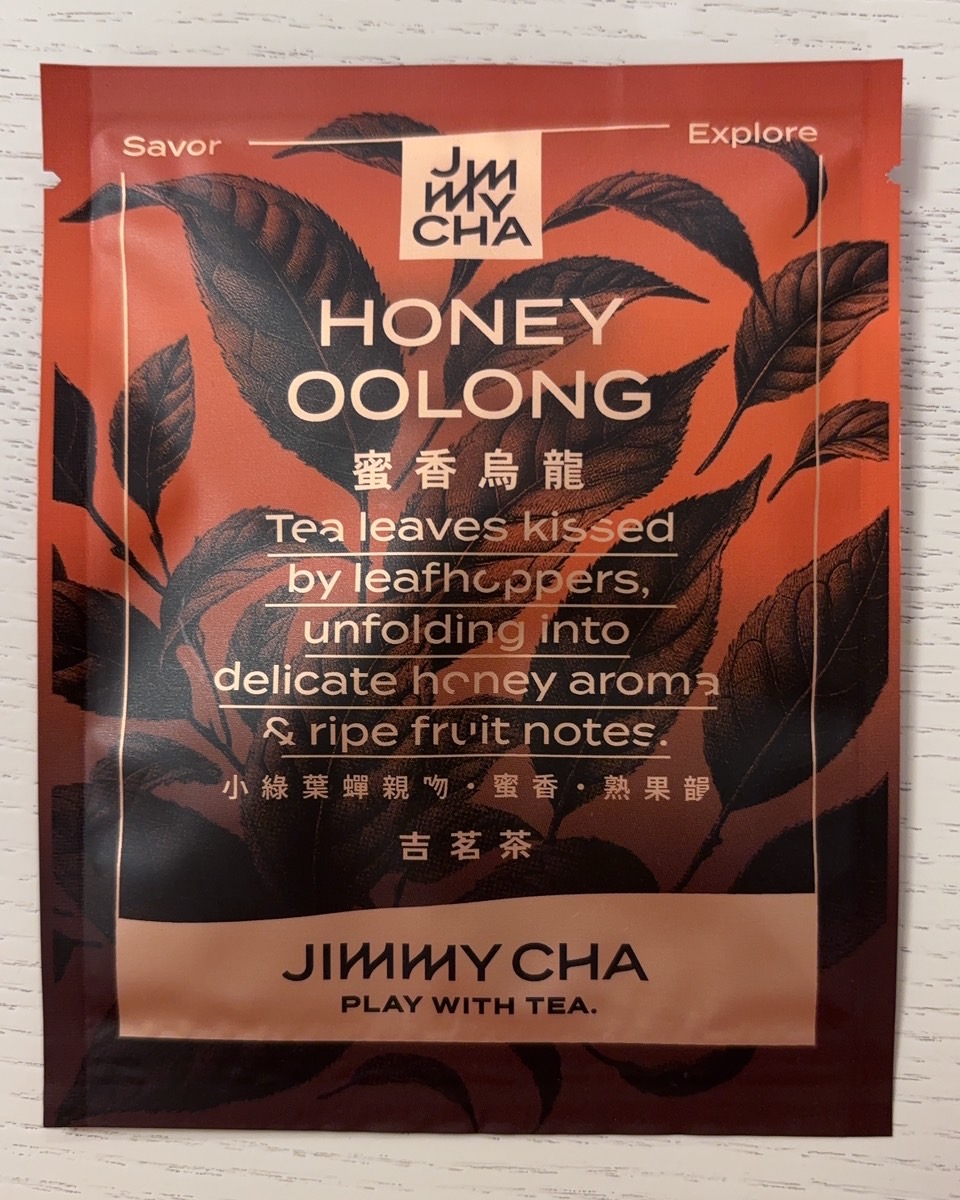 Savor
Explore
JIMMY
CHA
HONEY
OOLONG
蜜香烏龍
Tea leaves kissed
by leafhoppers,
unfolding into
delicate honey aroma
& ripe fruit notes.
小綠葉蟬親吻・蜜香・熟果韻
吉茗茶
JIMMY CHA
PLAY WITH TEA.